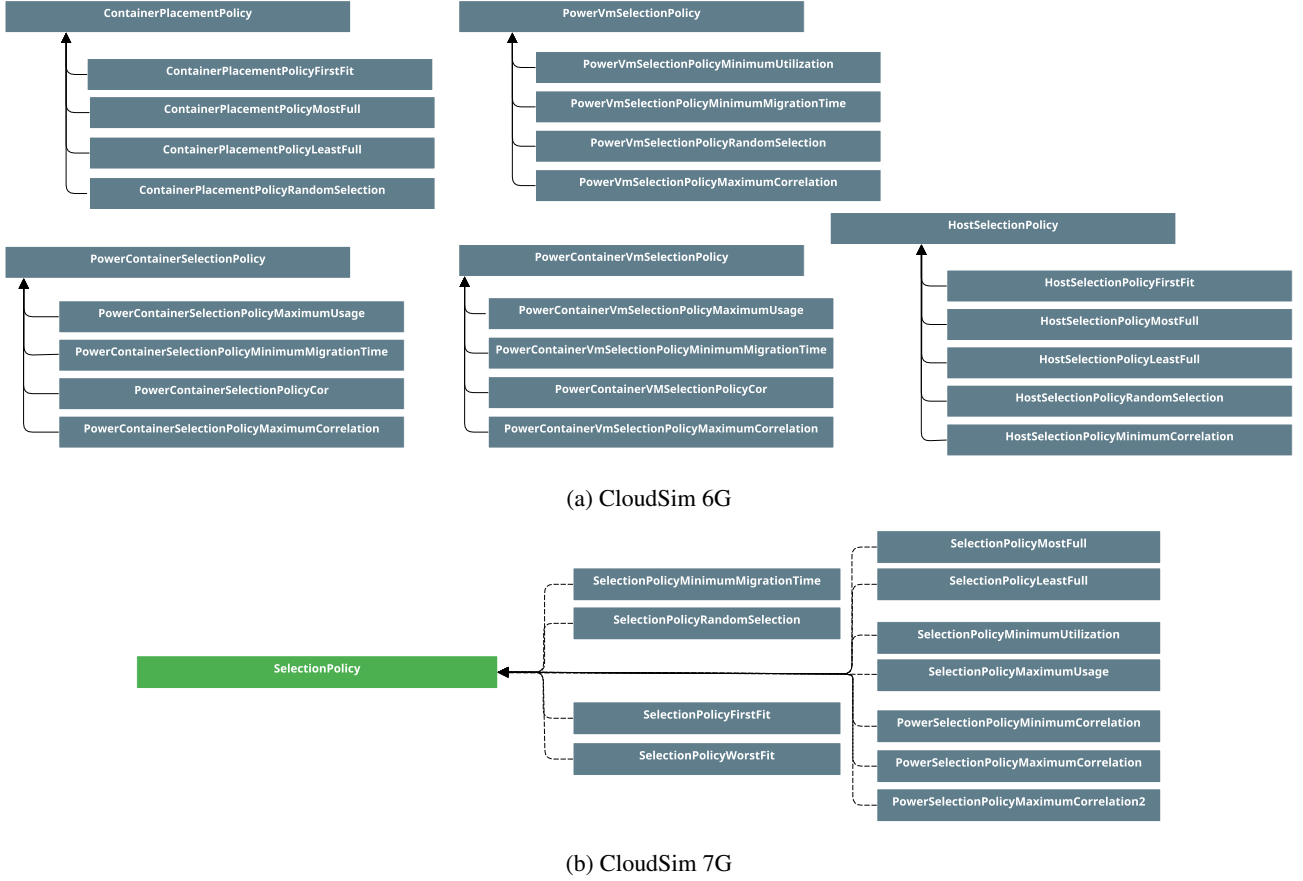 ContainerPlacementPolicy
ContainerPlacementPolicyFirstFit
ContainerPlacementPolicyMostFull
ContainerPlacementPolicyLeastFull
ContainerPlacementPolicyRandomSelection
PowerVmSelectionPolicy
PowerVmSelectionPolicyMinimumUtilization
PowerVmSelectionPolicyMinimumMigrationTime
PowerVmSelectionPolicyRandomSelection
PowerVmSelectionPolicyMaximumCorrelation
PowerContainerSelectionPolicy
PowerContainerSelectionPolicyMaximumUsage
PowerContainerSelectionPolicyMinimumMigrationTime
PowerContainerSelectionPolicyCor
PowerContainerSelectionPolicyMaximumCorrelation
PowerContainerVmSelectionPolicy
PowerContainerVmSelectionPolicyMaximumUsage
PowerContainerVmSelectionPolicyMinimumMigrationTime
PowerContainerVMSelectionPolicyCor
PowerContainerVmSelectionPolicyMaximumCorrelation
HostSelectionPolicy
HostSelectionPolicyFirstFit
HostSelectionPolicyMostFull
HostSelectionPolicyLeastFull
HostSelectionPolicyRandomSelection
HostSelectionPolicyMinimumCorrelation
(a) CloudSim 6G
SelectionPolicy
SelectionPolicyMinimumMigrationTime
SelectionPolicyRandomSelection
SelectionPolicyFirstFit
SelectionPolicyWorstFit
SelectionPolicyMostFull
SelectionPolicyLeastFull
SelectionPolicyMinimumUtilization
SelectionPolicyMaximumUsage
PowerSelectionPolicyMinimumCorrelation
PowerSelectionPolicyMaximumCorrelation
PowerSelectionPolicyMaximumCorrelation2
(b) CloudSim 7G